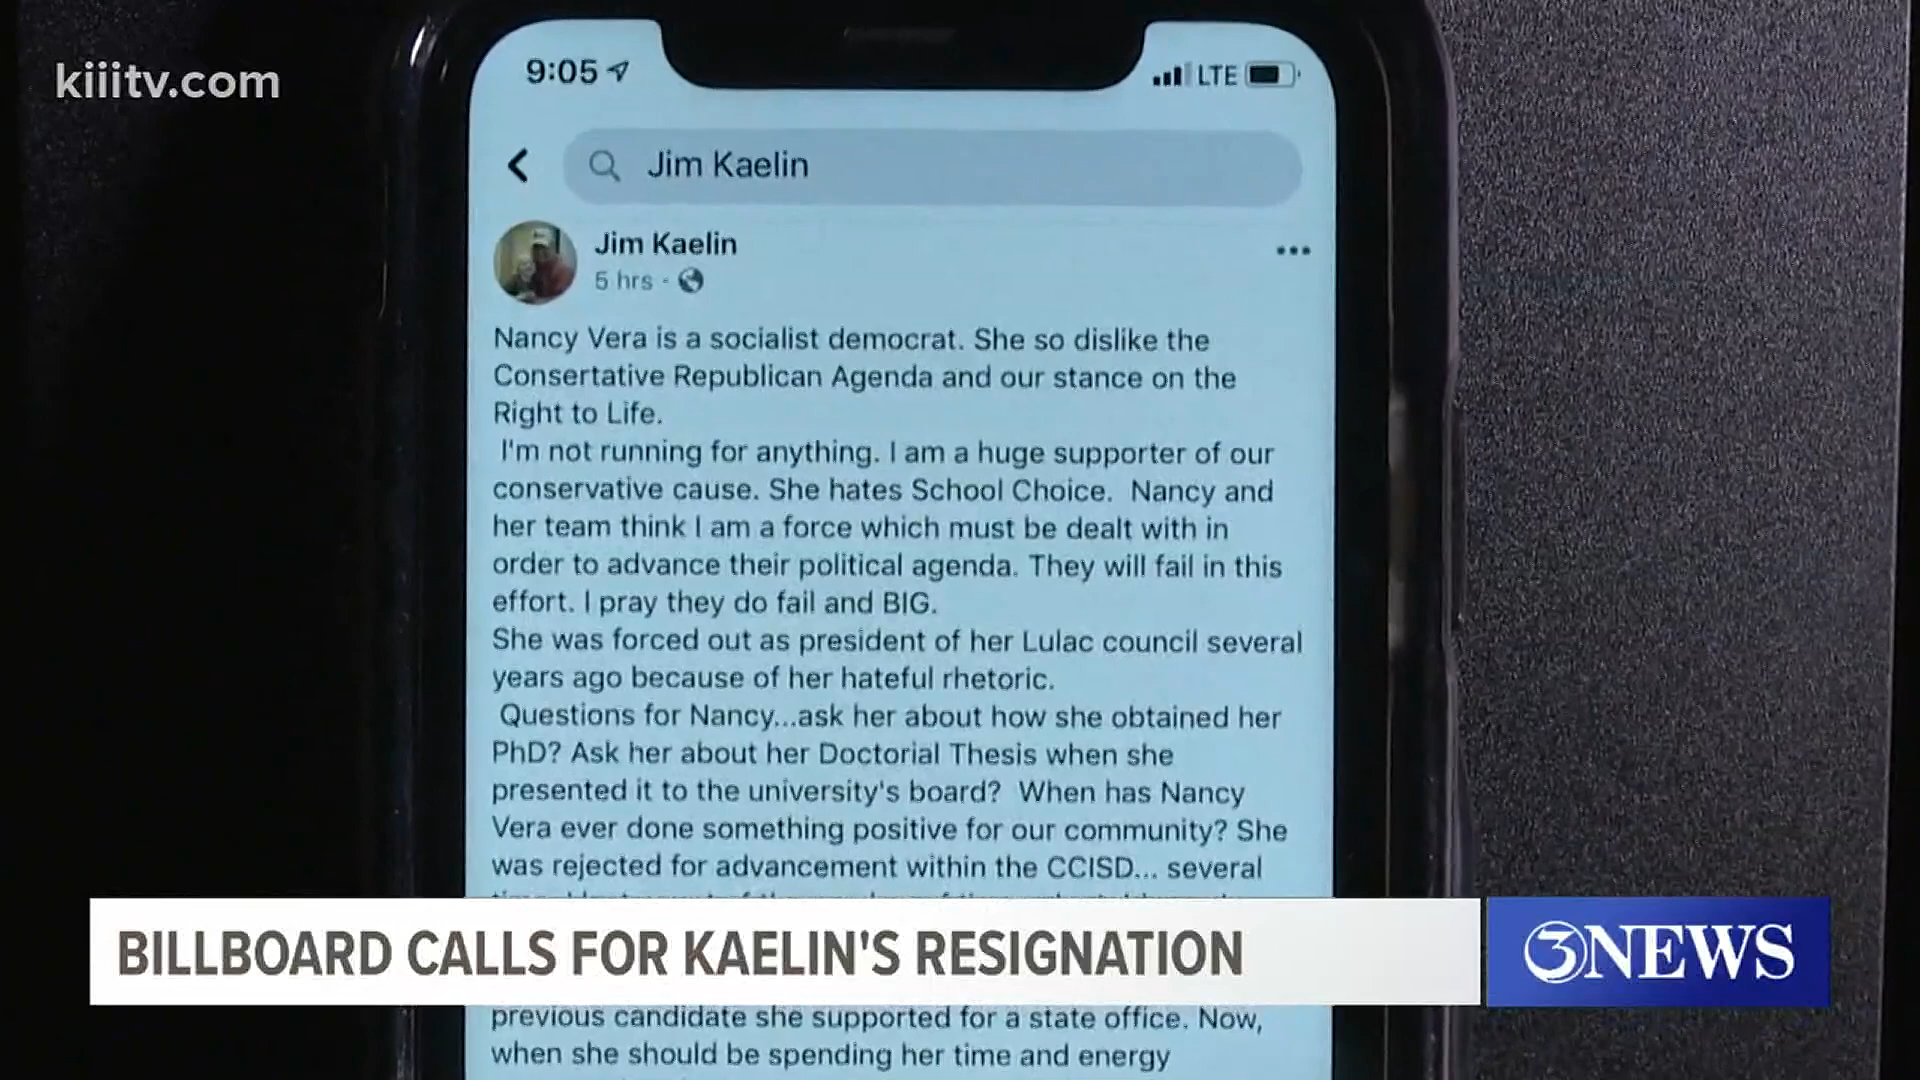 kiiitv.com
9:05
LTE
Jim Kaelin
Jim Kaelin
5 hrs ·
Nancy Vera is a socialist democrat. She so dislike the
Consertative Republican Agenda and our stance on the
Right to Life.
I'm not running for anything. I am a huge supporter of our
conservative cause. She hates School Choice. Nancy and
her team think I am a force which must be dealt with in
order to advance their political agenda. They will fail in this
effort. I pray they do fail and BIG.
She was forced out as president of her Lulac council several
years ago because of her hateful rhetoric.
Questions for Nancy...ask her about how she obtained her
PhD? Ask her about her Doctorial Thesis when she
presented it to the university's board? When has Nancy
Vera ever done something positive for our community? She
was rejected for advancement within the CCISD... several
BILLBOARD CALLS FOR KAELIN'S RESIGNATION
3NEWS
previous candidate she supported for a state office. Now,
when she should be spending her time and energy